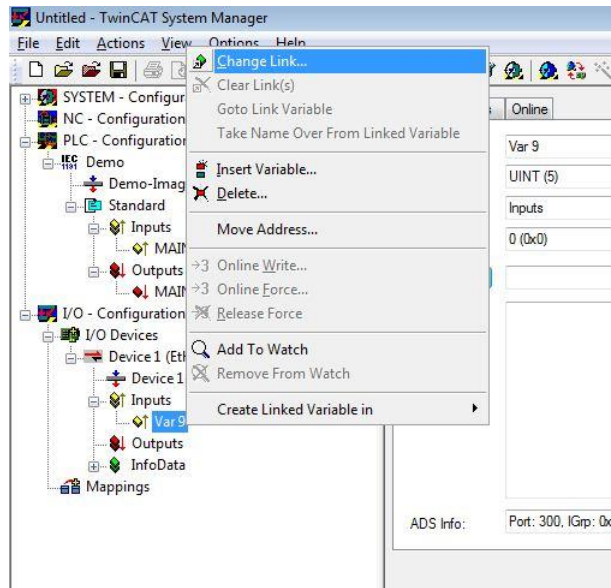 Untitled - TwinCAT System Manager
File Edit Actions View Options Help
SYSTEM - Configur
NC - Configuration
PLC - Configuration
IEC 1131 Demo
Demo-Imag
Standard
Inputs
MAIN
Outputs
MAIN
I/O - Configuration
I/O Devices
Device 1 (Eth
Device 1
Inputs
Var 9
Outputs
InfoData
Mappings
Change Link...
Clear Link(s)
Goto Link Variable
Take Name Over From Linked Variable
Insert Variable...
Delete...
Move Address...
→3 Online Write...
→3 Online Force...
Release Force
Add To Watch
Remove From Watch
Create Linked Variable in
Online
Var 9
UINT (5)
Inputs
0 (0x0)
ADS Info: Port: 300, IGrp: 0x